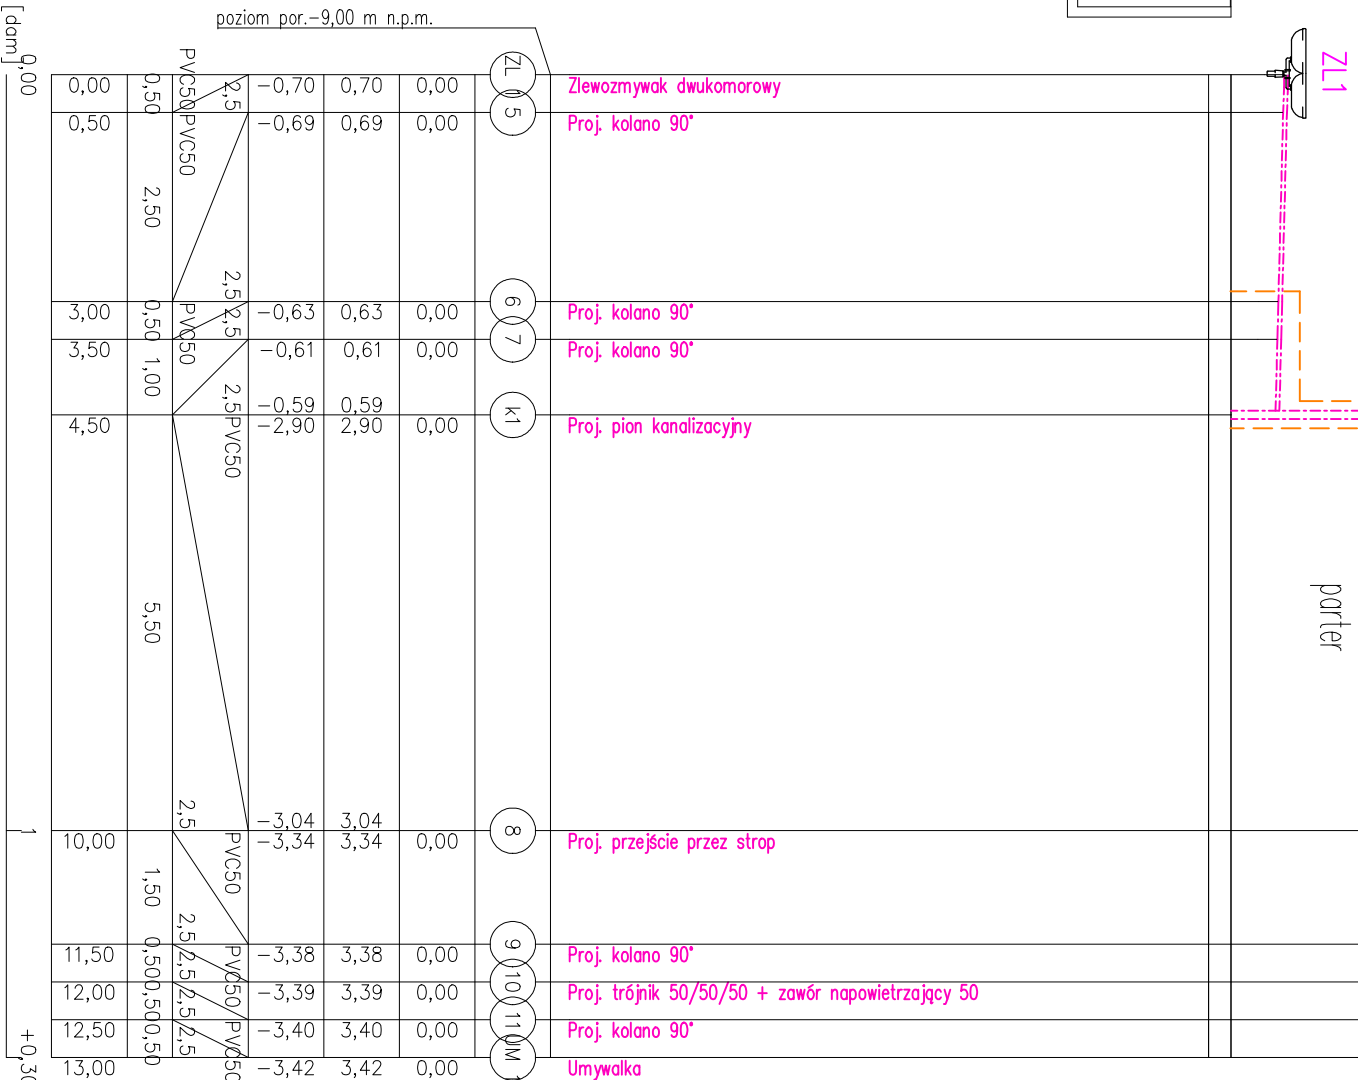 poziom por.-9,00 m n.p.m.
[dam]
0,00
1
ZL1
parter
0,00 0,50 PVC50 2,5 -0,70 0,70 0,00 ZL Zlewozmywak dwukomorowy
0,50 2,50 PVC50 2,5 -0,69 0,69 0,00 5 Proj. kolano 90°
3,00 0,50 PVC50 2,5 -0,63 0,63 0,00 6 Proj. kolano 90°
3,50 1,00 2,5 -0,61 0,61 0,00 7 Proj. kolano 90°
-0,59 0,59
4,50 5,50 PVC50 2,5 -2,90 2,90 0,00 k1 Proj. pion kanalizacyjny
-3,04 3,04
10,00 1,50 PVC50 2,5 -3,34 3,34 0,00 8 Proj. przejście przez strop
11,50 0,50 PVC50 2,5 -3,38 3,38 0,00 9 Proj. kolano 90°
12,00 0,50 2,5 -3,39 3,39 0,00 10 Proj. trójnik 50/50/50 + zawór napowietrzający 50
12,50 0,50 PVC50 2,5 -3,40 3,40 0,00 11 Proj. kolano 90°
13,00 -3,42 3,42 0,00 UM Umywalka